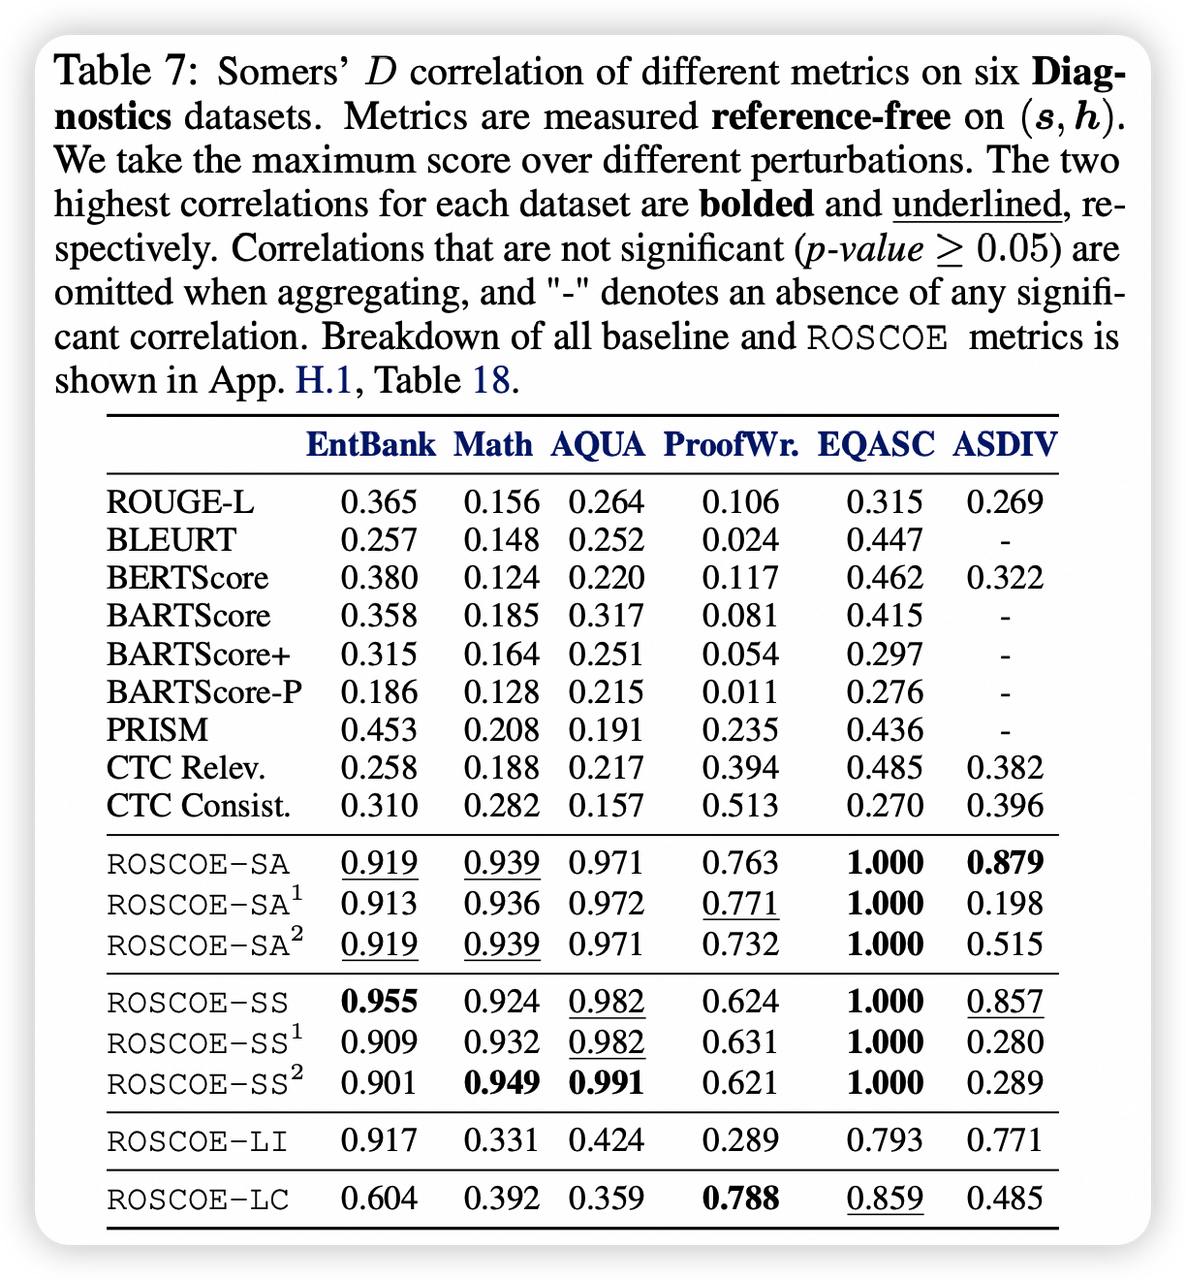 Table 7: Somers’ D correlation of different metrics on six Diag-
nostics datasets. Metrics are measured reference-free on (s, h).
We take the maximum score over different perturbations. The two
highest correlations for each dataset are bolded and underlined, re-
spectively. Correlations that are not significant (p-value ≥ 0.05) are
omitted when aggregating, and "-" denotes an absence of any signifi-
cant correlation. Breakdown of all baseline and ROSCOE metrics is
shown in App. H.1, Table 18.
EntBank Math AQUA ProofWr. EQASC ASDIV
ROUGE-L 0.365 0.156 0.264 0.106 0.315 0.269
BLEURT 0.257 0.148 0.252 0.024 0.447 -
BERTScore 0.380 0.124 0.220 0.117 0.462 0.322
BARTScore 0.358 0.185 0.317 0.081 0.415 -
BARTScore+ 0.315 0.164 0.251 0.054 0.297 -
BARTScore-P 0.186 0.128 0.215 0.011 0.276 -
PRISM 0.453 0.208 0.191 0.235 0.436 -
CTC Relev. 0.258 0.188 0.217 0.394 0.485 0.382
CTC Consist. 0.310 0.282 0.157 0.513 0.270 0.396
ROSCOE-SA 0.919 0.939 0.971 0.763 1.000 0.879
ROSCOE-SA¹ 0.913 0.936 0.972 0.771 1.000 0.198
ROSCOE-SA² 0.919 0.939 0.971 0.732 1.000 0.515
ROSCOE-SS 0.955 0.924 0.982 0.624 1.000 0.857
ROSCOE-SS¹ 0.909 0.932 0.982 0.631 1.000 0.280
ROSCOE-SS² 0.901 0.949 0.991 0.621 1.000 0.289
ROSCOE-LI 0.917 0.331 0.424 0.289 0.793 0.771
ROSCOE-LC 0.604 0.392 0.359 0.788 0.859 0.485